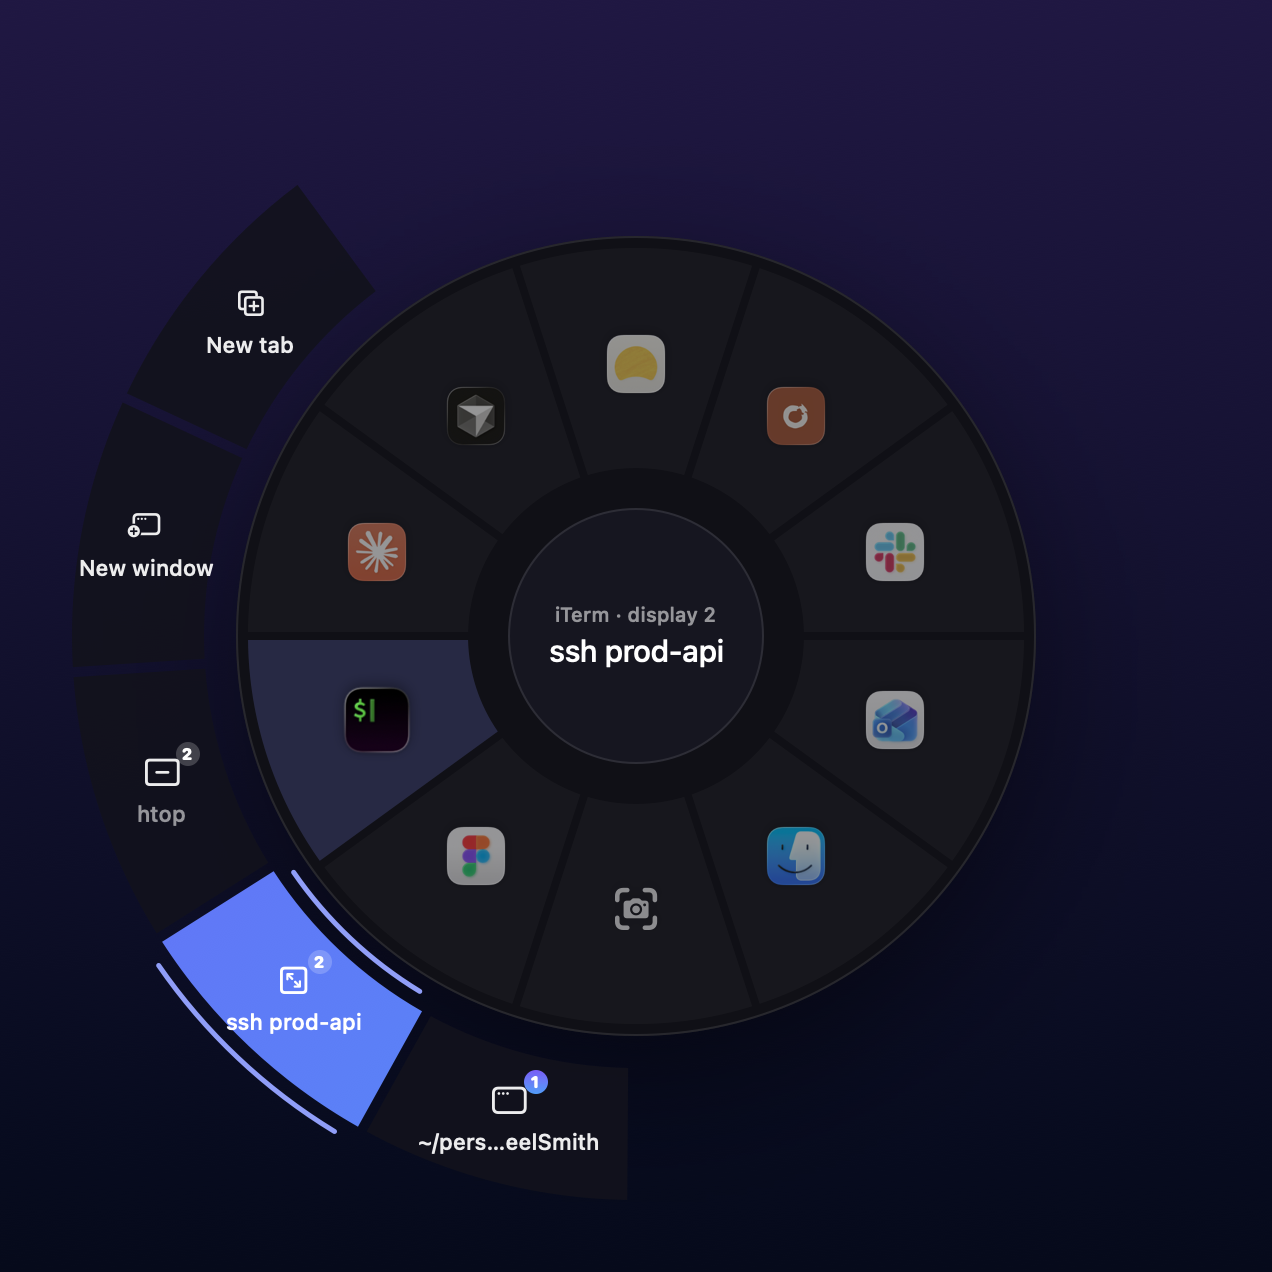 New tab
New window
$
iTerm · display 2
ssh prod-api
2
htop
2
ssh prod-api
1
~/pers...eelSmith